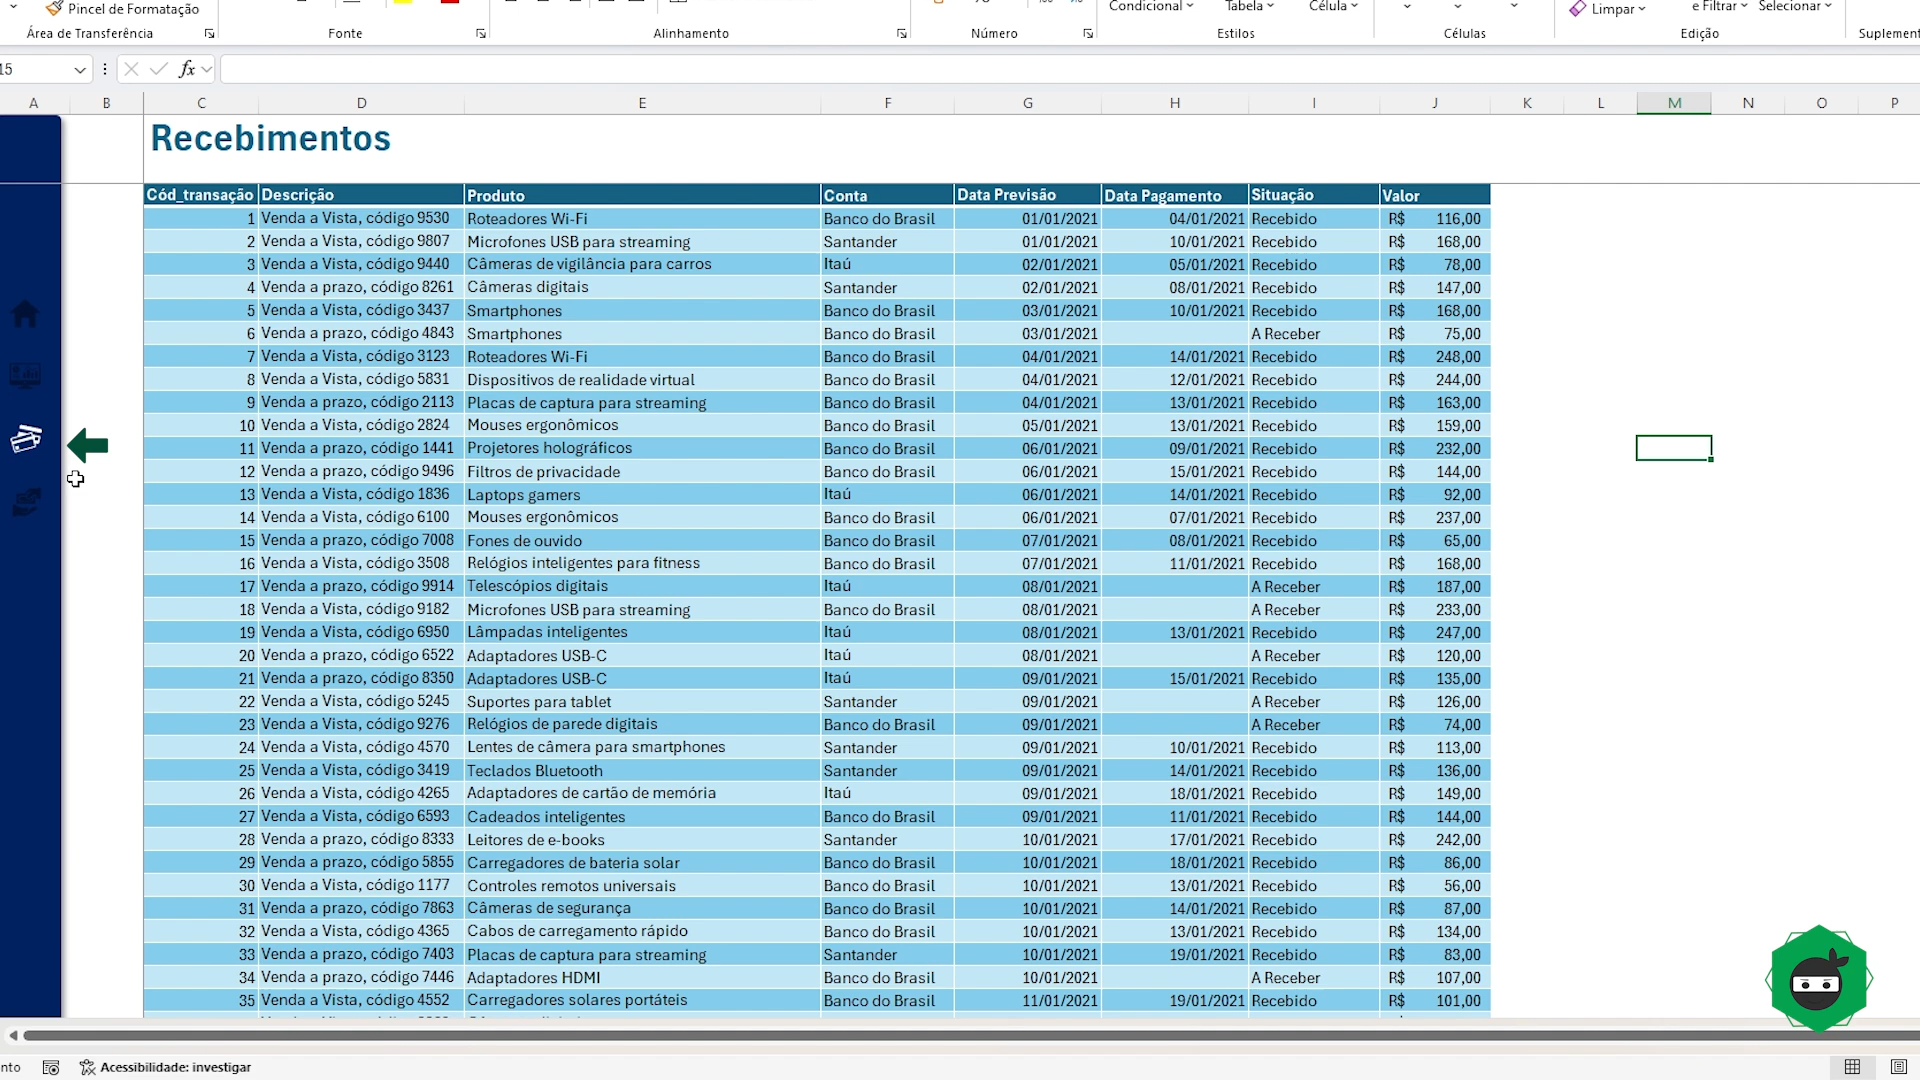 Pincel de Formatação
Condicional
Tabela
Célula
Limpar
e Filtrar
Selecionar
Área de Transferência
Fonte
Alinhamento
Número
Estilos
Células
Edição
Suplement
15
fx
A B C D E F G H I J K L M N O P
Recebimentos
Cód_transação Descrição Produto Conta Data Previsão Data Pagamento Situação Valor
1 Venda a Vista, código 9530 Roteadores Wi-Fi Banco do Brasil 01/01/2021 04/01/2021 Recebido R$ 116,00
2 Venda a Vista, código 9807 Microfones USB para streaming Santander 01/01/2021 10/01/2021 Recebido R$ 168,00
3 Venda a Vista, código 9440 Câmeras de vigilância para carros Itaú 02/01/2021 05/01/2021 Recebido R$ 78,00
4 Venda a prazo, código 8261 Câmeras digitais Santander 02/01/2021 08/01/2021 Recebido R$ 147,00
5 Venda a Vista, código 3437 Smartphones Banco do Brasil 03/01/2021 10/01/2021 Recebido R$ 168,00
6 Venda a prazo, código 4843 Smartphones Banco do Brasil 03/01/2021 A Receber R$ 75,00
7 Venda a Vista, código 3123 Roteadores Wi-Fi Banco do Brasil 04/01/2021 14/01/2021 Recebido R$ 248,00
8 Venda a Vista, código 5831 Dispositivos de realidade virtual Banco do Brasil 04/01/2021 12/01/2021 Recebido R$ 244,00
9 Venda a prazo, código 2113 Placas de captura para streaming Banco do Brasil 04/01/2021 13/01/2021 Recebido R$ 163,00
10 Venda a Vista, código 2824 Mouses ergonômicos Banco do Brasil 05/01/2021 13/01/2021 Recebido R$ 159,00
11 Venda a prazo, código 1441 Projetores holográficos Banco do Brasil 06/01/2021 09/01/2021 Recebido R$ 232,00
12 Venda a prazo, código 9496 Filtros de privacidade Banco do Brasil 06/01/2021 15/01/2021 Recebido R$ 144,00
13 Venda a Vista, código 1836 Laptops gamers Itaú 06/01/2021 14/01/2021 Recebido R$ 92,00
14 Venda a Vista, código 6100 Mouses ergonômicos Banco do Brasil 06/01/2021 07/01/2021 Recebido R$ 237,00
15 Venda a prazo, código 7008 Fones de ouvido Banco do Brasil 07/01/2021 08/01/2021 Recebido R$ 65,00
16 Venda a Vista, código 3508 Relógios inteligentes para fitness Banco do Brasil 07/01/2021 11/01/2021 Recebido R$ 168,00
17 Venda a prazo, código 9914 Telescópios digitais Itaú 08/01/2021 A Receber R$ 187,00
18 Venda a Vista, código 9182 Microfones USB para streaming Banco do Brasil 08/01/2021 A Receber R$ 233,00
19 Venda a Vista, código 6950 Lâmpadas inteligentes Itaú 08/01/2021 13/01/2021 Recebido R$ 247,00
20 Venda a prazo, código 6522 Adaptadores USB-C Itaú 08/01/2021 A Receber R$ 120,00
21 Venda a prazo, código 8350 Adaptadores USB-C Itaú 09/01/2021 15/01/2021 Recebido R$ 135,00
22 Venda a Vista, código 5245 Suportes para tablet Santander 09/01/2021 A Receber R$ 126,00
23 Venda a Vista, código 9276 Relógios de parede digitais Banco do Brasil 09/01/2021 A Receber R$ 74,00
24 Venda a Vista, código 4570 Lentes de câmera para smartphones Santander 09/01/2021 10/01/2021 Recebido R$ 113,00
25 Venda a Vista, código 3419 Teclados Bluetooth Santander 09/01/2021 14/01/2021 Recebido R$ 136,00
26 Venda a Vista, código 4265 Adaptadores de cartão de memória Itaú 09/01/2021 18/01/2021 Recebido R$ 149,00
27 Venda a Vista, código 6593 Cadeados inteligentes Banco do Brasil 09/01/2021 11/01/2021 Recebido R$ 144,00
28 Venda a prazo, código 8333 Leitores de e-books Santander 10/01/2021 17/01/2021 Recebido R$ 242,00
29 Venda a prazo, código 5855 Carregadores de bateria solar Banco do Brasil 10/01/2021 18/01/2021 Recebido R$ 86,00
30 Venda a Vista, código 1177 Controles remotos universais Banco do Brasil 10/01/2021 13/01/2021 Recebido R$ 56,00
31 Venda a prazo, código 7863 Câmeras de segurança Banco do Brasil 10/01/2021 14/01/2021 Recebido R$ 87,00
32 Venda a Vista, código 4365 Cabos de carregamento rápido Banco do Brasil 10/01/2021 13/01/2021 Recebido R$ 134,00
33 Venda a prazo, código 7403 Placas de captura para streaming Santander 10/01/2021 19/01/2021 Recebido R$ 83,00
34 Venda a prazo, código 7446 Adaptadores HDMI Banco do Brasil 10/01/2021 A Receber R$ 107,00
35 Venda a Vista, código 4552 Carregadores solares portáteis Banco do Brasil 11/01/2021 19/01/2021 Recebido R$ 101,00
nto
Acessibilidade: investigar